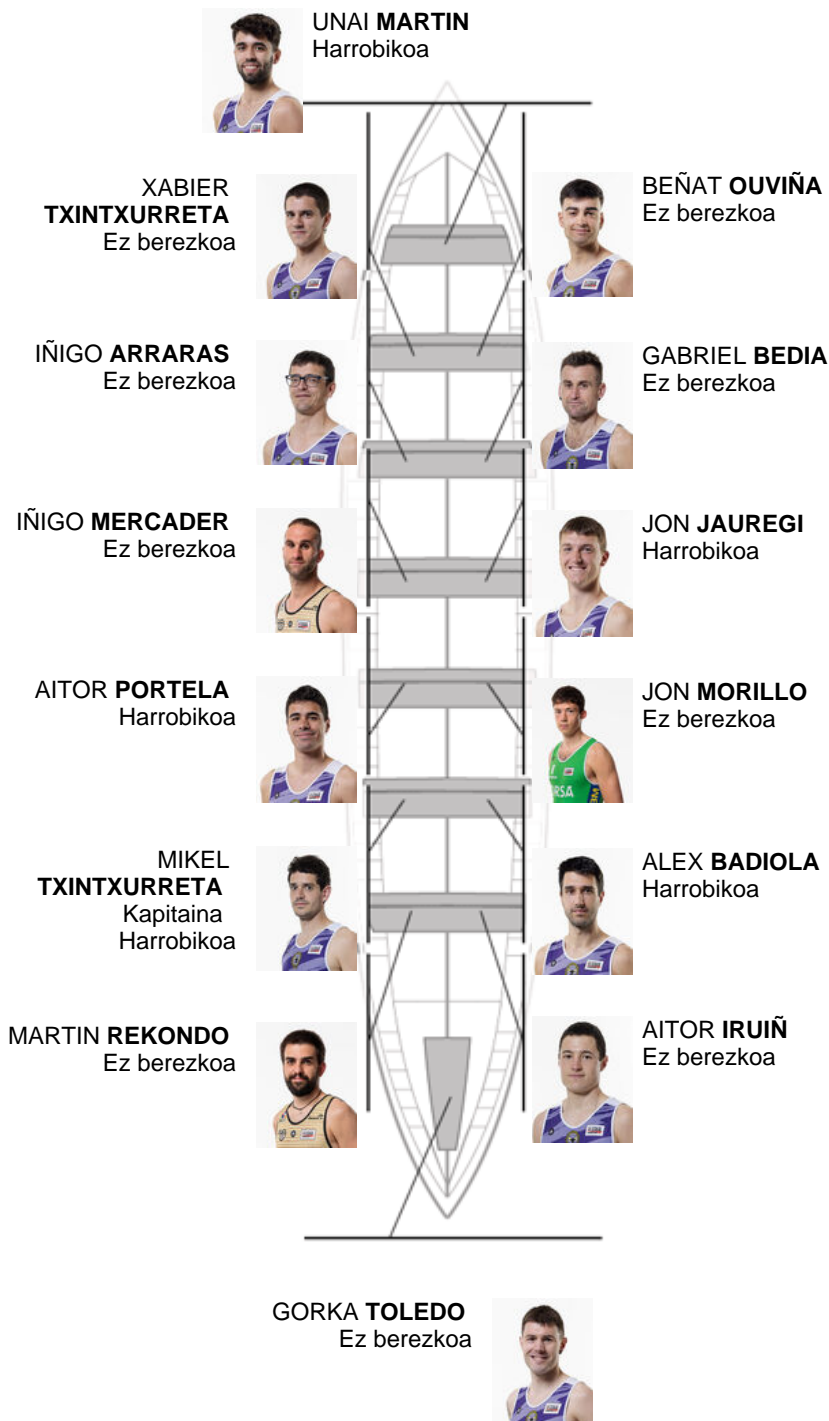 UNAI MARTIN
Harrobikoa
XABIER
TXINTXURRETA
Ez berezkoa
BEÑAT OUVIÑA
Ez berezkoa
IÑIGO ARRARAS
Ez berezkoa
GABRIEL BEDIA
Ez berezkoa
IÑIGO MERCADER
Ez berezkoa
JON JAUREGI
Harrobikoa
AITOR PORTELA
Harrobikoa
JON MORILLO
Ez berezkoa
MIKEL
TXINTXURRETA
Kapitaina
Harrobikoa
ALEX BADIOLA
Harrobikoa
MARTIN REKONDO
Ez berezkoa
AITOR IRUIÑ
Ez berezkoa
GORKA TOLEDO
Ez berezkoa